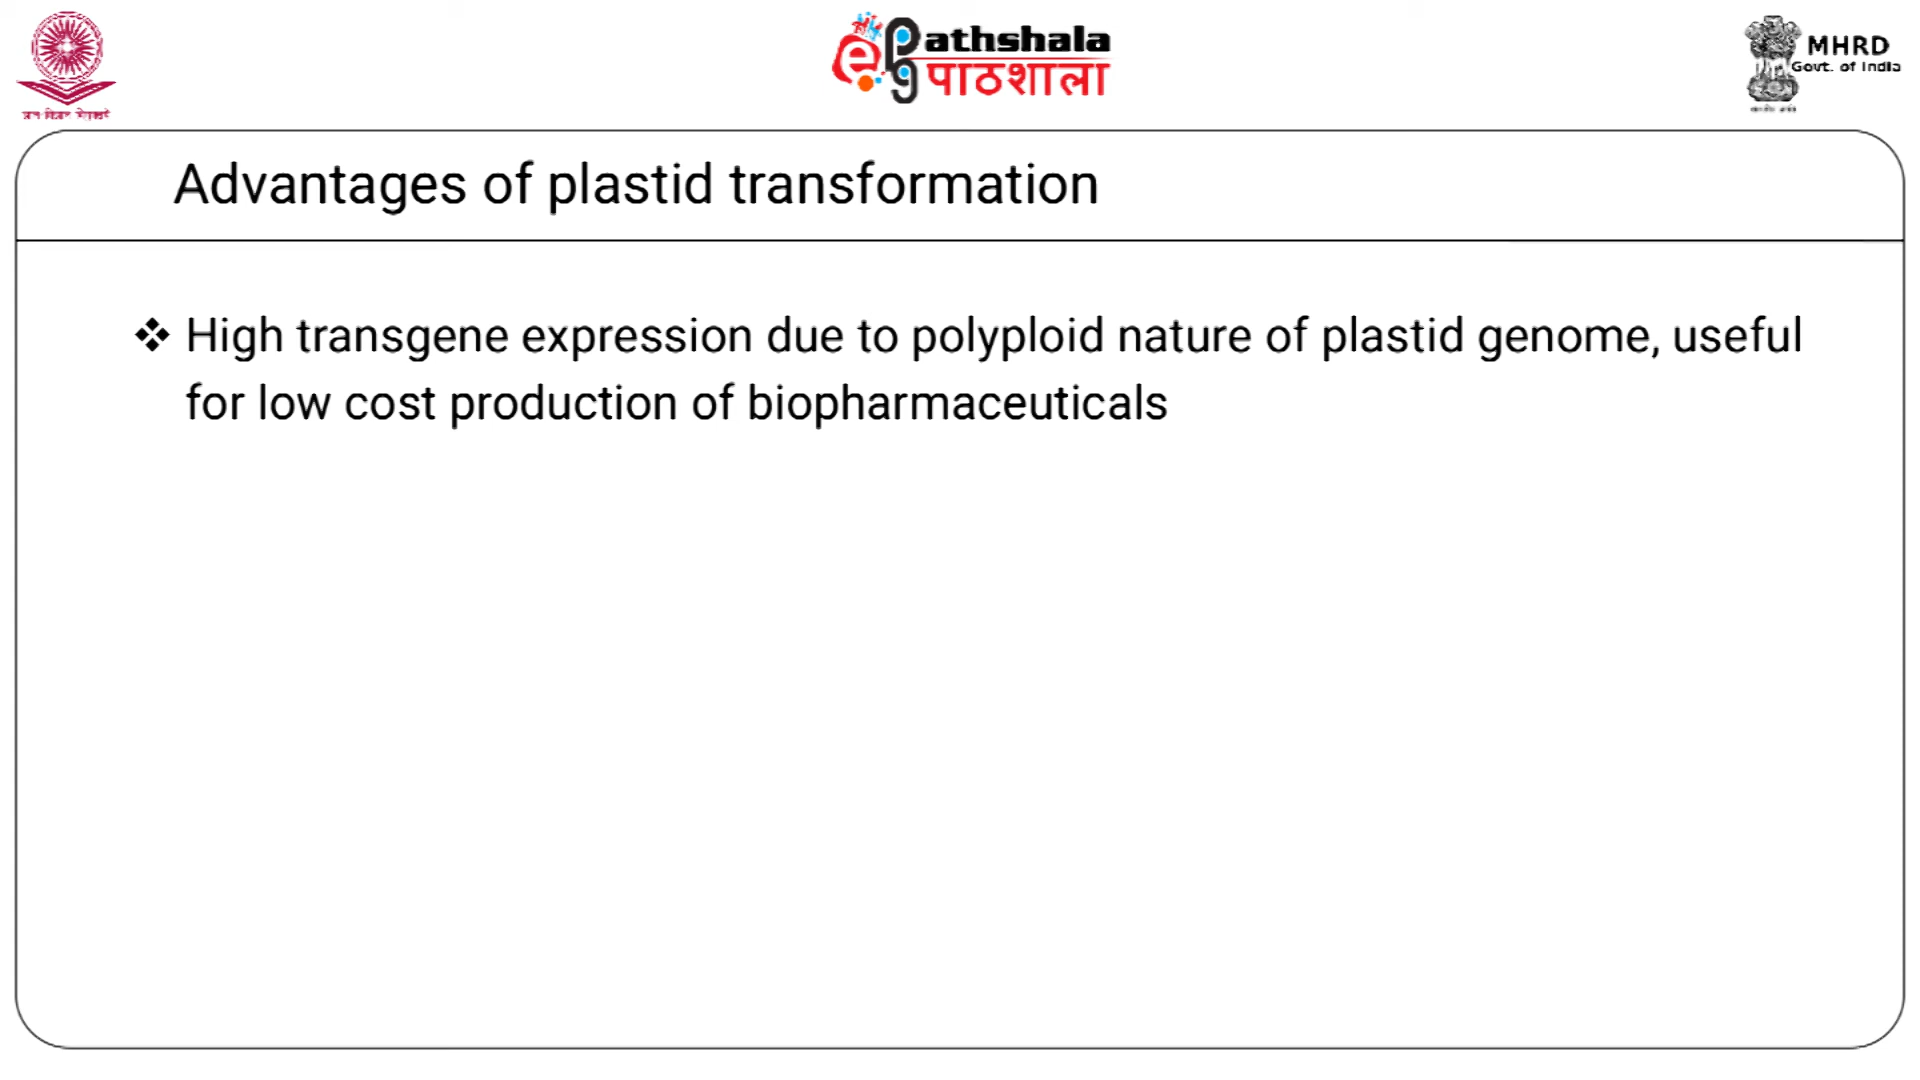 ePathshala
पाठशाला
MHRD
Govt. of India
Advantages of plastid transformation
❖ High transgene expression due to polyploid nature of plastid genome, useful
for low cost production of biopharmaceuticals